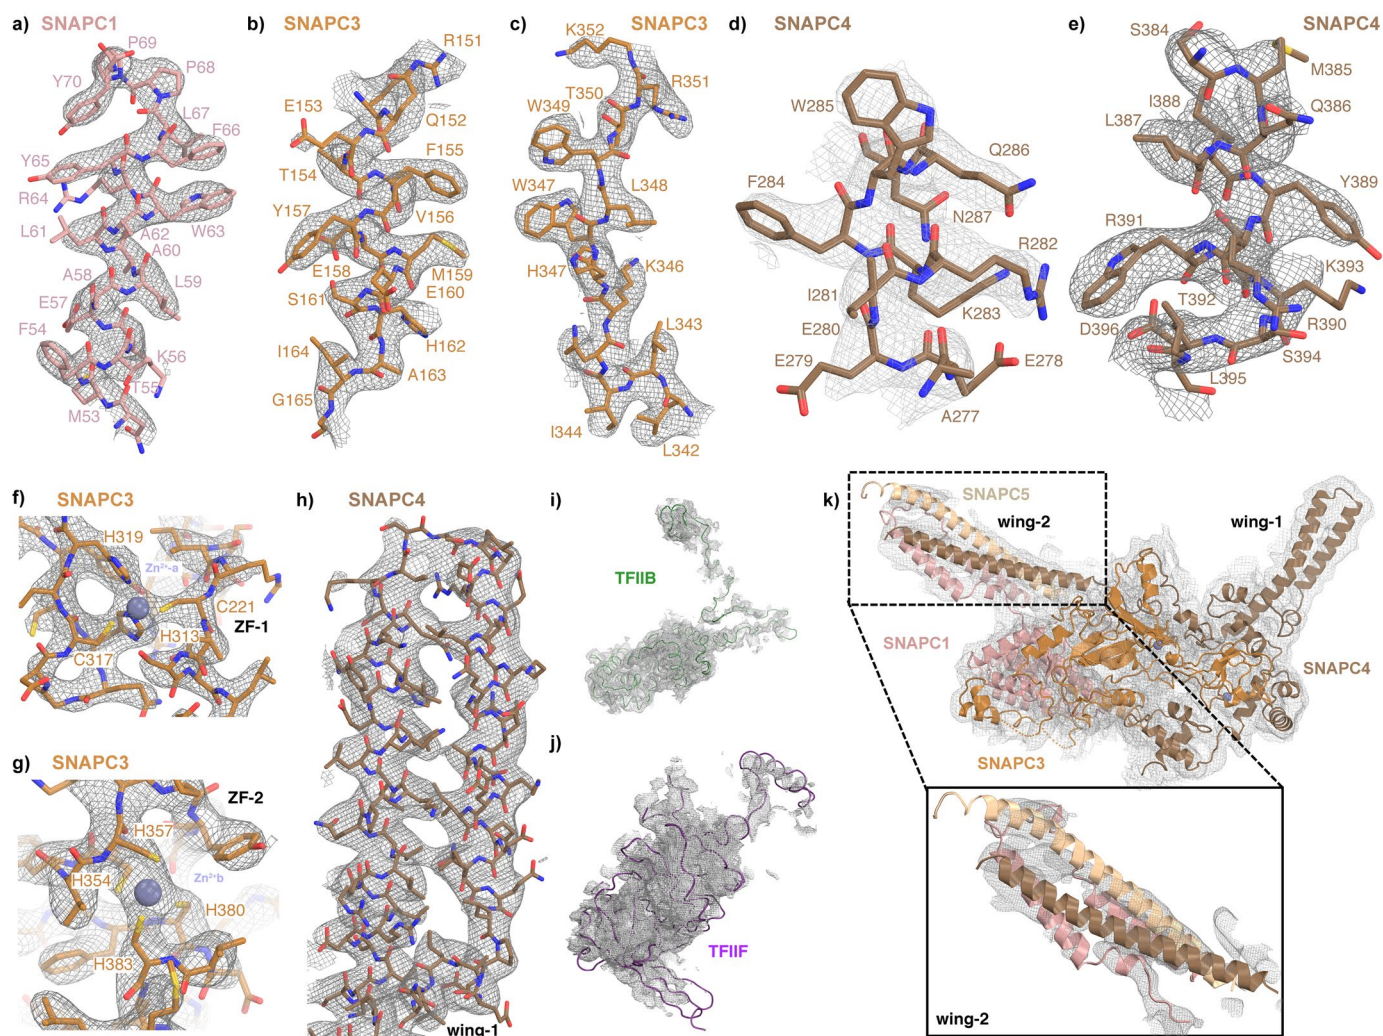 a) SNAPC1
P69
Y70
P68
L67
F66
Y65
R64
L61
A62
W63
A60
A58
L59
E57
F54
K56
T55
M53
b) SNAPC3
R151
E153
Q152
F155
T154
Y157
V156
E158
M159
S161
E160
H162
I164
A163
G165
c) SNAPC3
K352
R351
T350
W349
W347
L348
H347
K346
L343
I344
L342
d) SNAPC4
W285
Q286
F284
N287
R282
I281
K283
E280
E279
E278
A277
e) SNAPC4
S384
M385
Q386
I388
L387
Y389
R391
K393
T392
D396
R390
S394
L395
f) SNAPC3
H319
Zn²⁺-a
C221
ZF-1
H313
C317
g) SNAPC3
ZF-2
H357
Zn²⁺b
H354
H380
H383
h) SNAPC4
wing-1
i)
TFIIB
j)
TFIIF
k)
SNAPC5
wing-2
wing-1
SNAPC1
SNAPC4
SNAPC3
wing-2